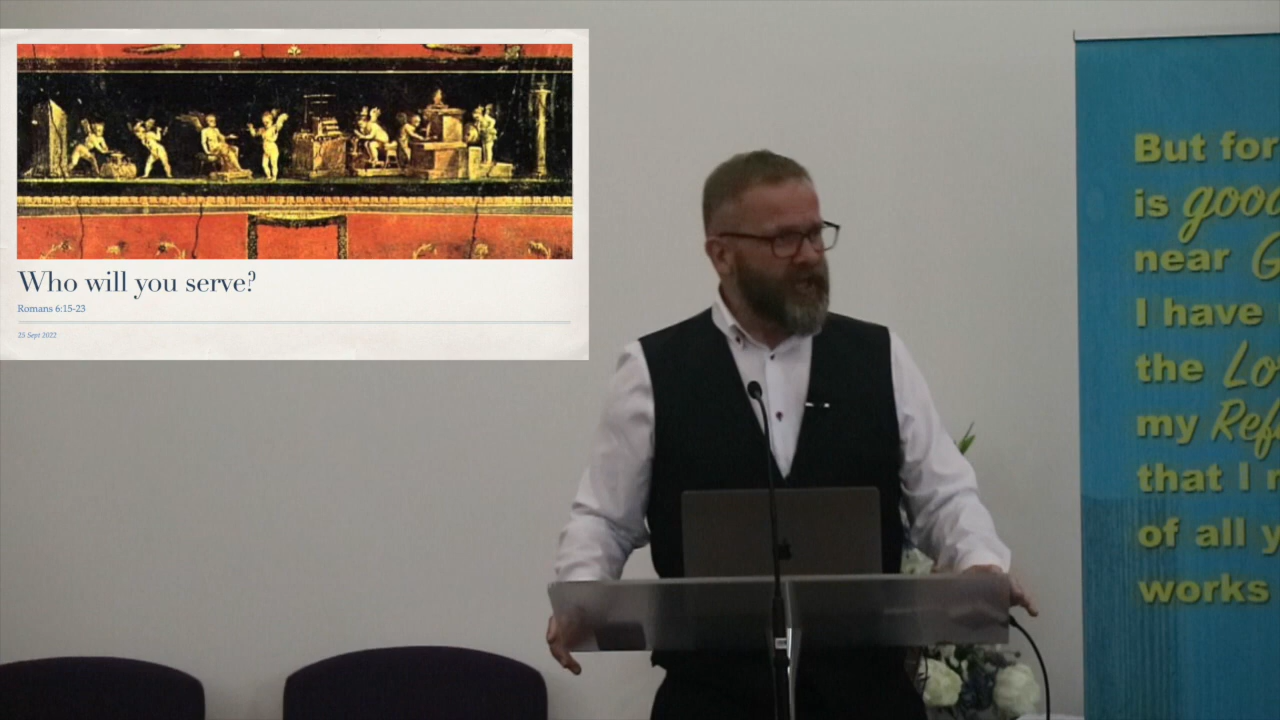 Who will you serve?
Romans 6:15-23
25 Sept 2022
But for
is good
near G
I have
the Lo
my Ref
that I
of all y
works